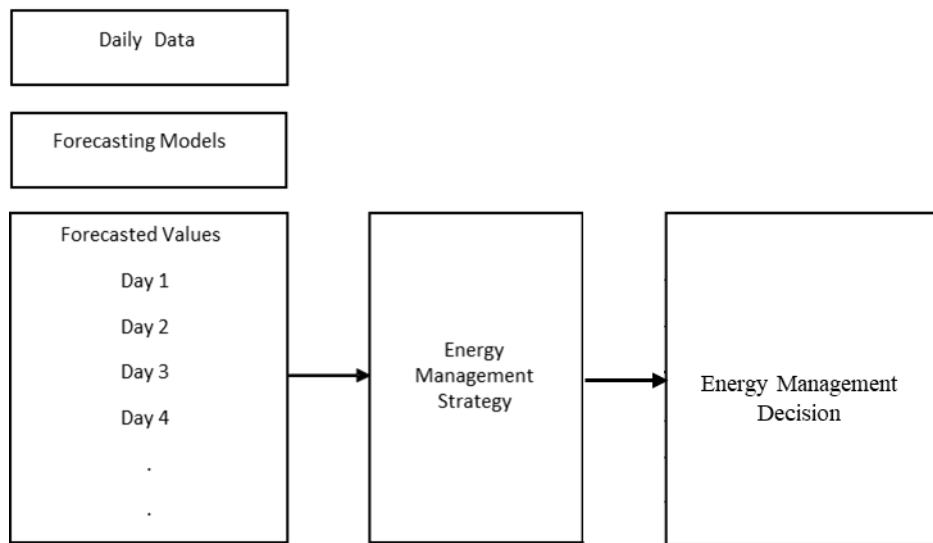 Daily Data
Forecasting Models
Forecasted Values
Day 1
Day 2
Day 3
Day 4
.
.
Energy
Management
Strategy
Energy Management
Decision